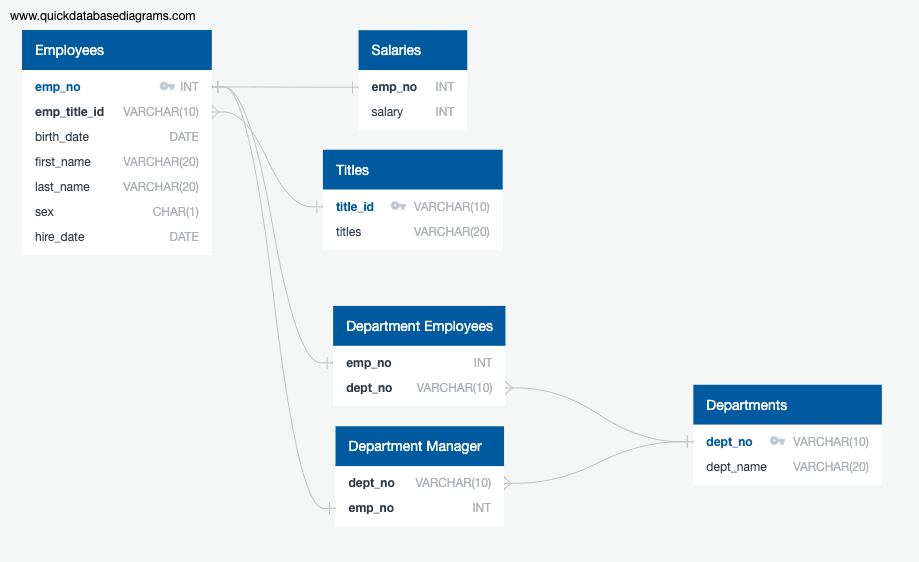 www.quickdatabasediagrams.com
Employees
emp_no INT
emp_title_id VARCHAR(10)
birth_date DATE
first_name VARCHAR(20)
last_name VARCHAR(20)
sex CHAR(1)
hire_date DATE
Salaries
emp_no INT
salary INT
Titles
title_id VARCHAR(10)
titles VARCHAR(20)
Department Employees
emp_no INT
dept_no VARCHAR(10)
Department Manager
dept_no VARCHAR(10)
emp_no INT
Departments
dept_no VARCHAR(10)
dept_name VARCHAR(20)